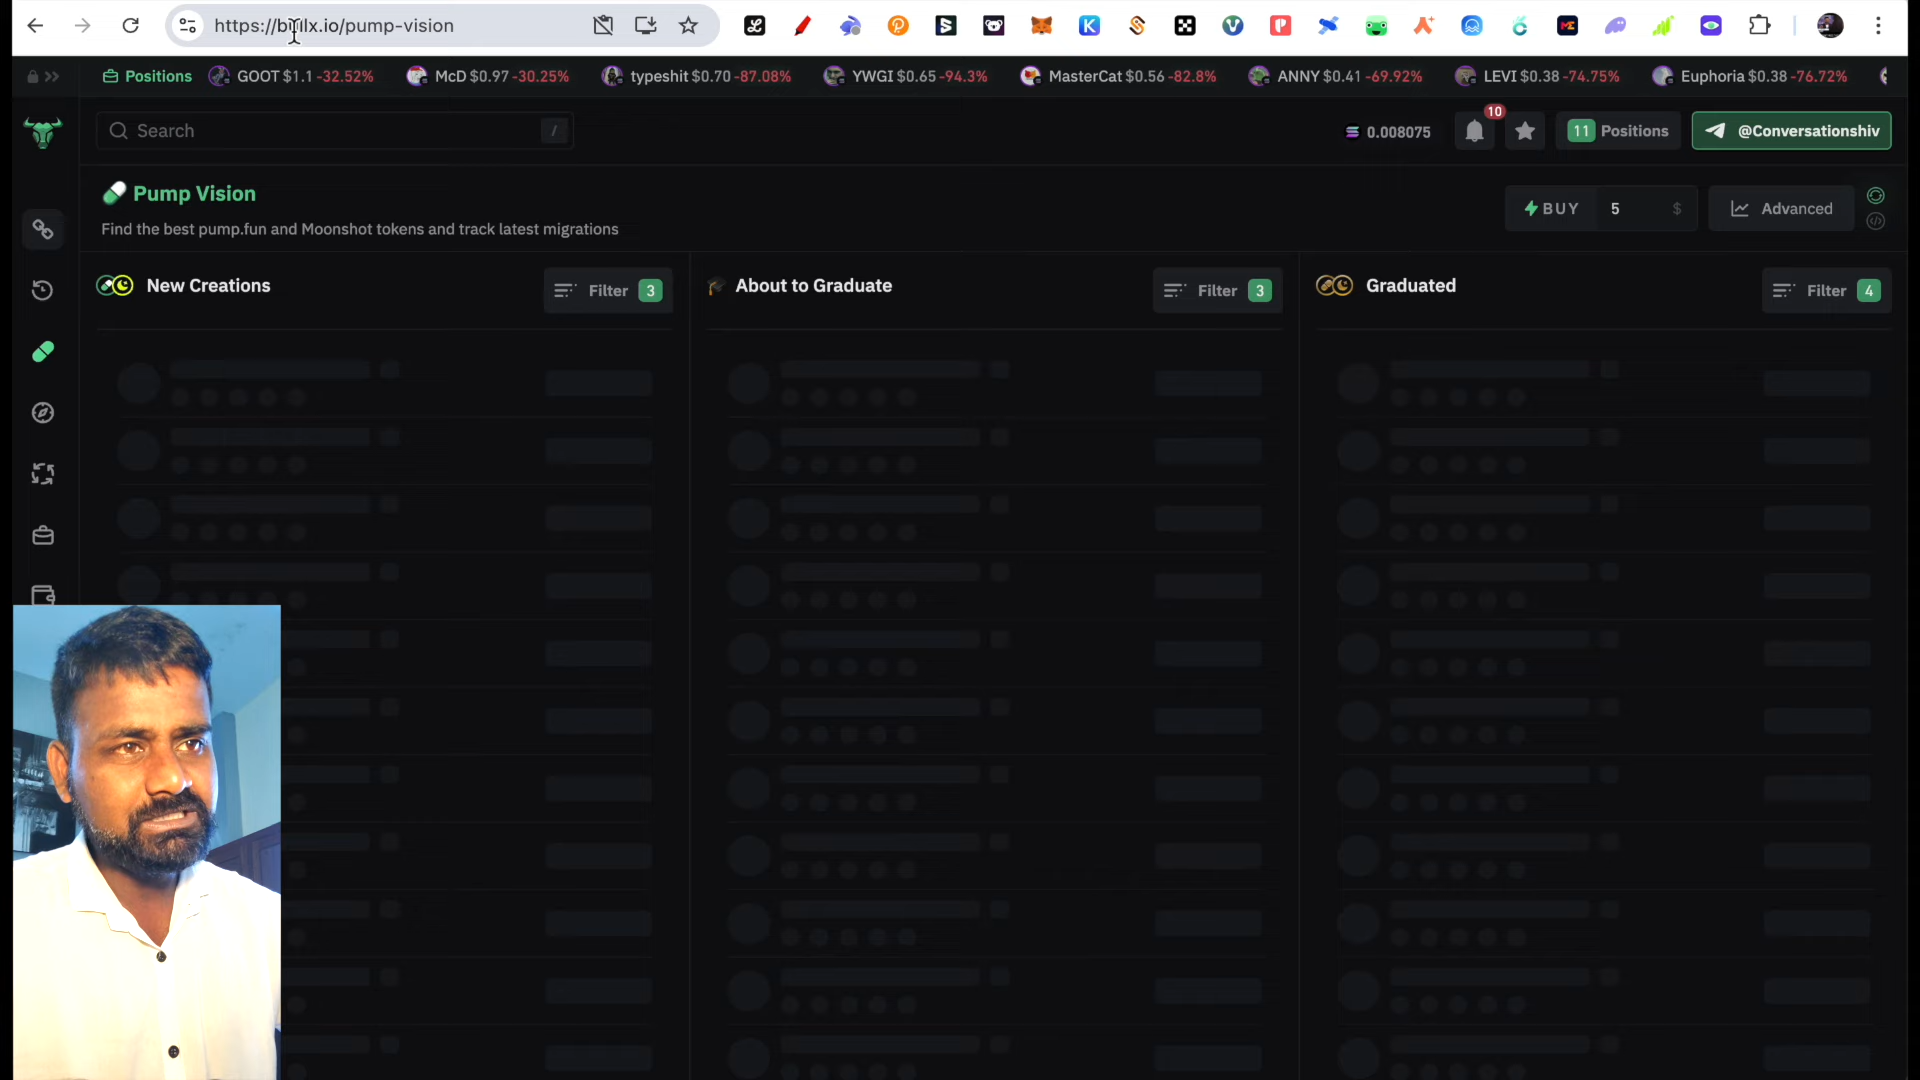 https://bullx.io/pump-vision
Positions GOOT $1.1 -32.52% McD $0.97 -30.25% typeshit $0.70 -87.08% YWGI $0.65 -94.3% MasterCat $0.56 -82.8% ANNY $0.41 -69.92% LEVI $0.38 -74.75% Euphoria $0.38 -76.72%
Search / 0.008075 10 11 Positions @Conversationshiv
Pump Vision
Find the best pump.fun and Moonshot tokens and track latest migrations
BUY 5 $ Advanced
New Creations Filter 3 About to Graduate Filter 3 Graduated Filter 4